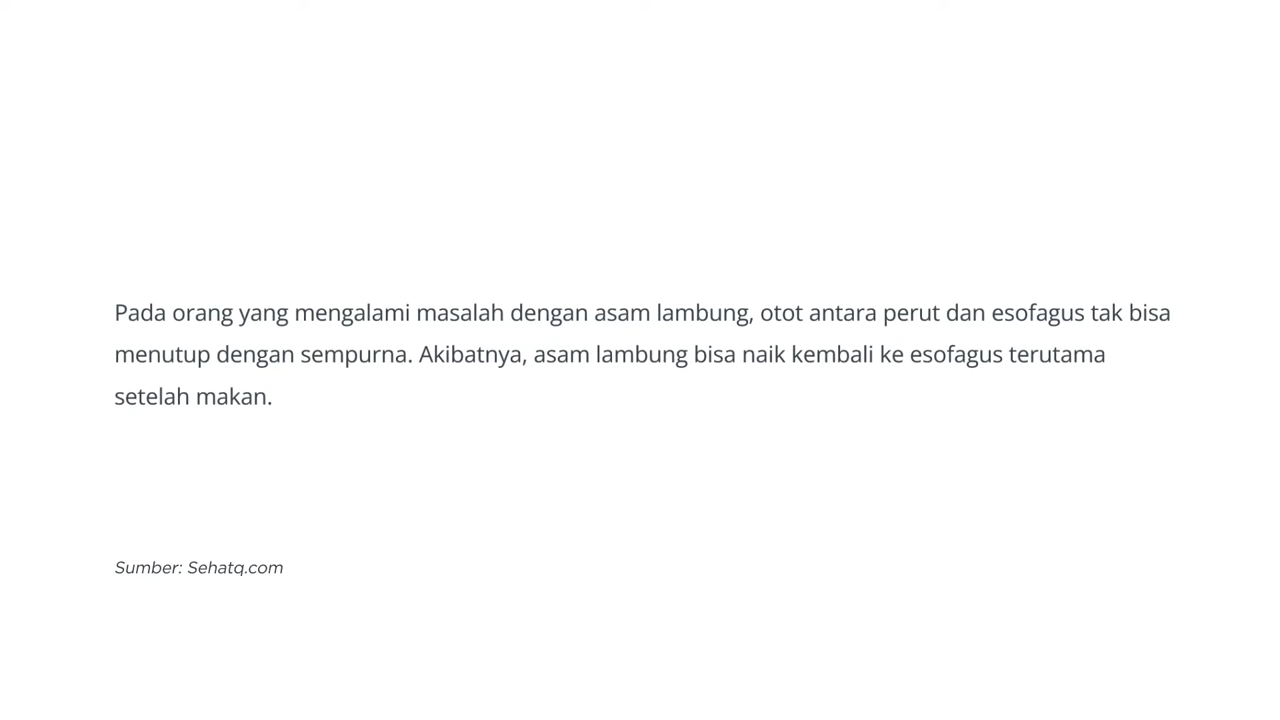 Pada orang yang mengalami masalah dengan asam lambung, otot antara perut dan esofagus tak bisa
menutup dengan sempurna. Akibatnya, asam lambung bisa naik kembali ke esofagus terutama
setelah makan.
Sumber: Sehatq.com